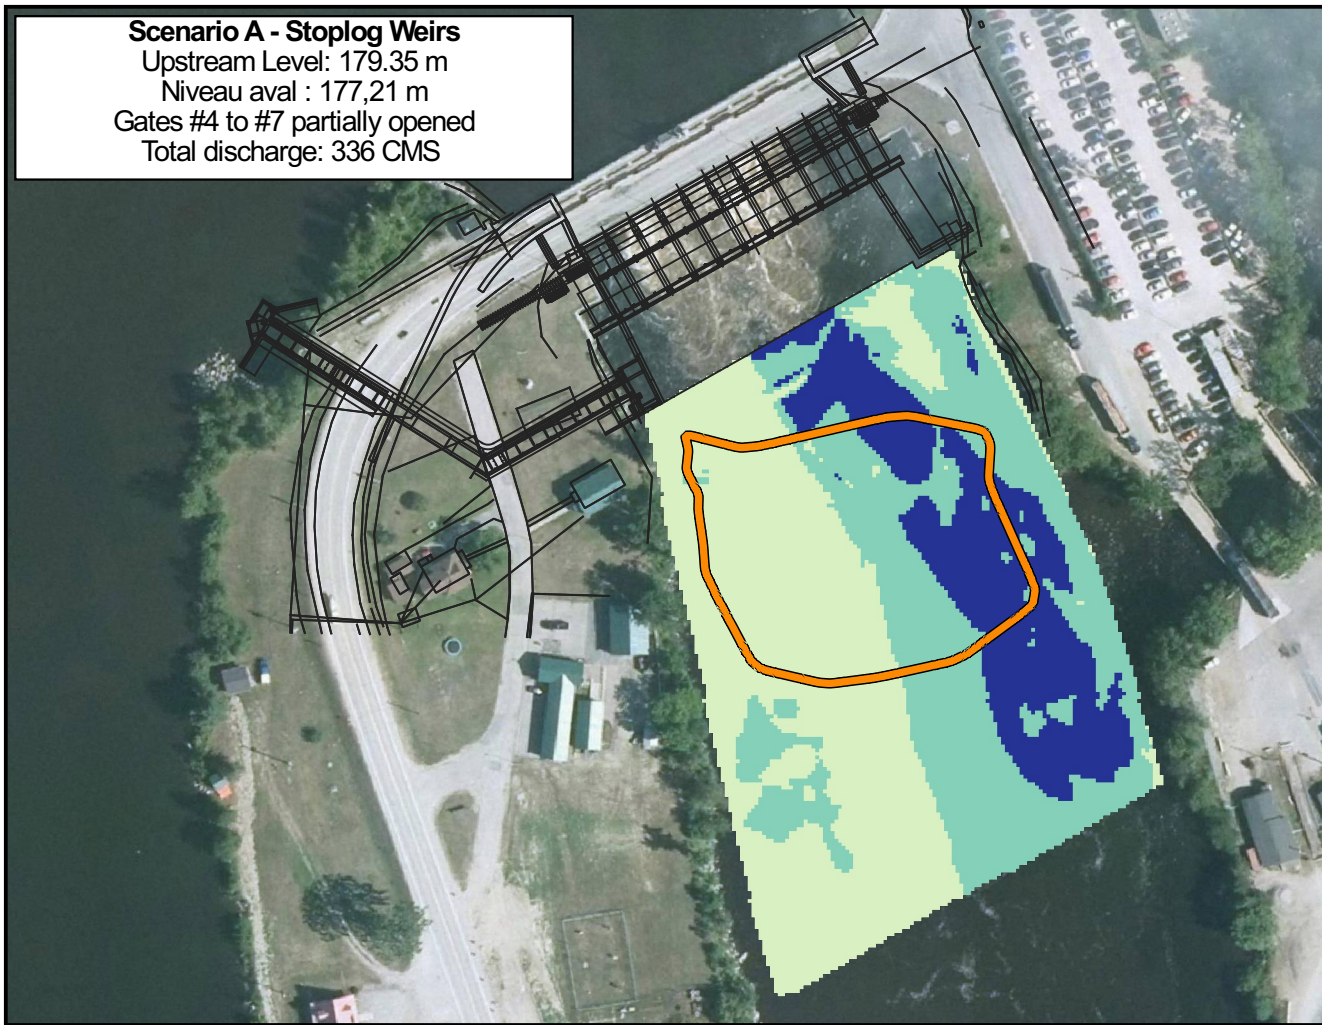 Scenario A - Stoplog Weirs
Upstream Level: 179.35 m
Niveau aval : 177,21 m
Gates #4 to #7 partially opened
Total discharge: 336 CMS